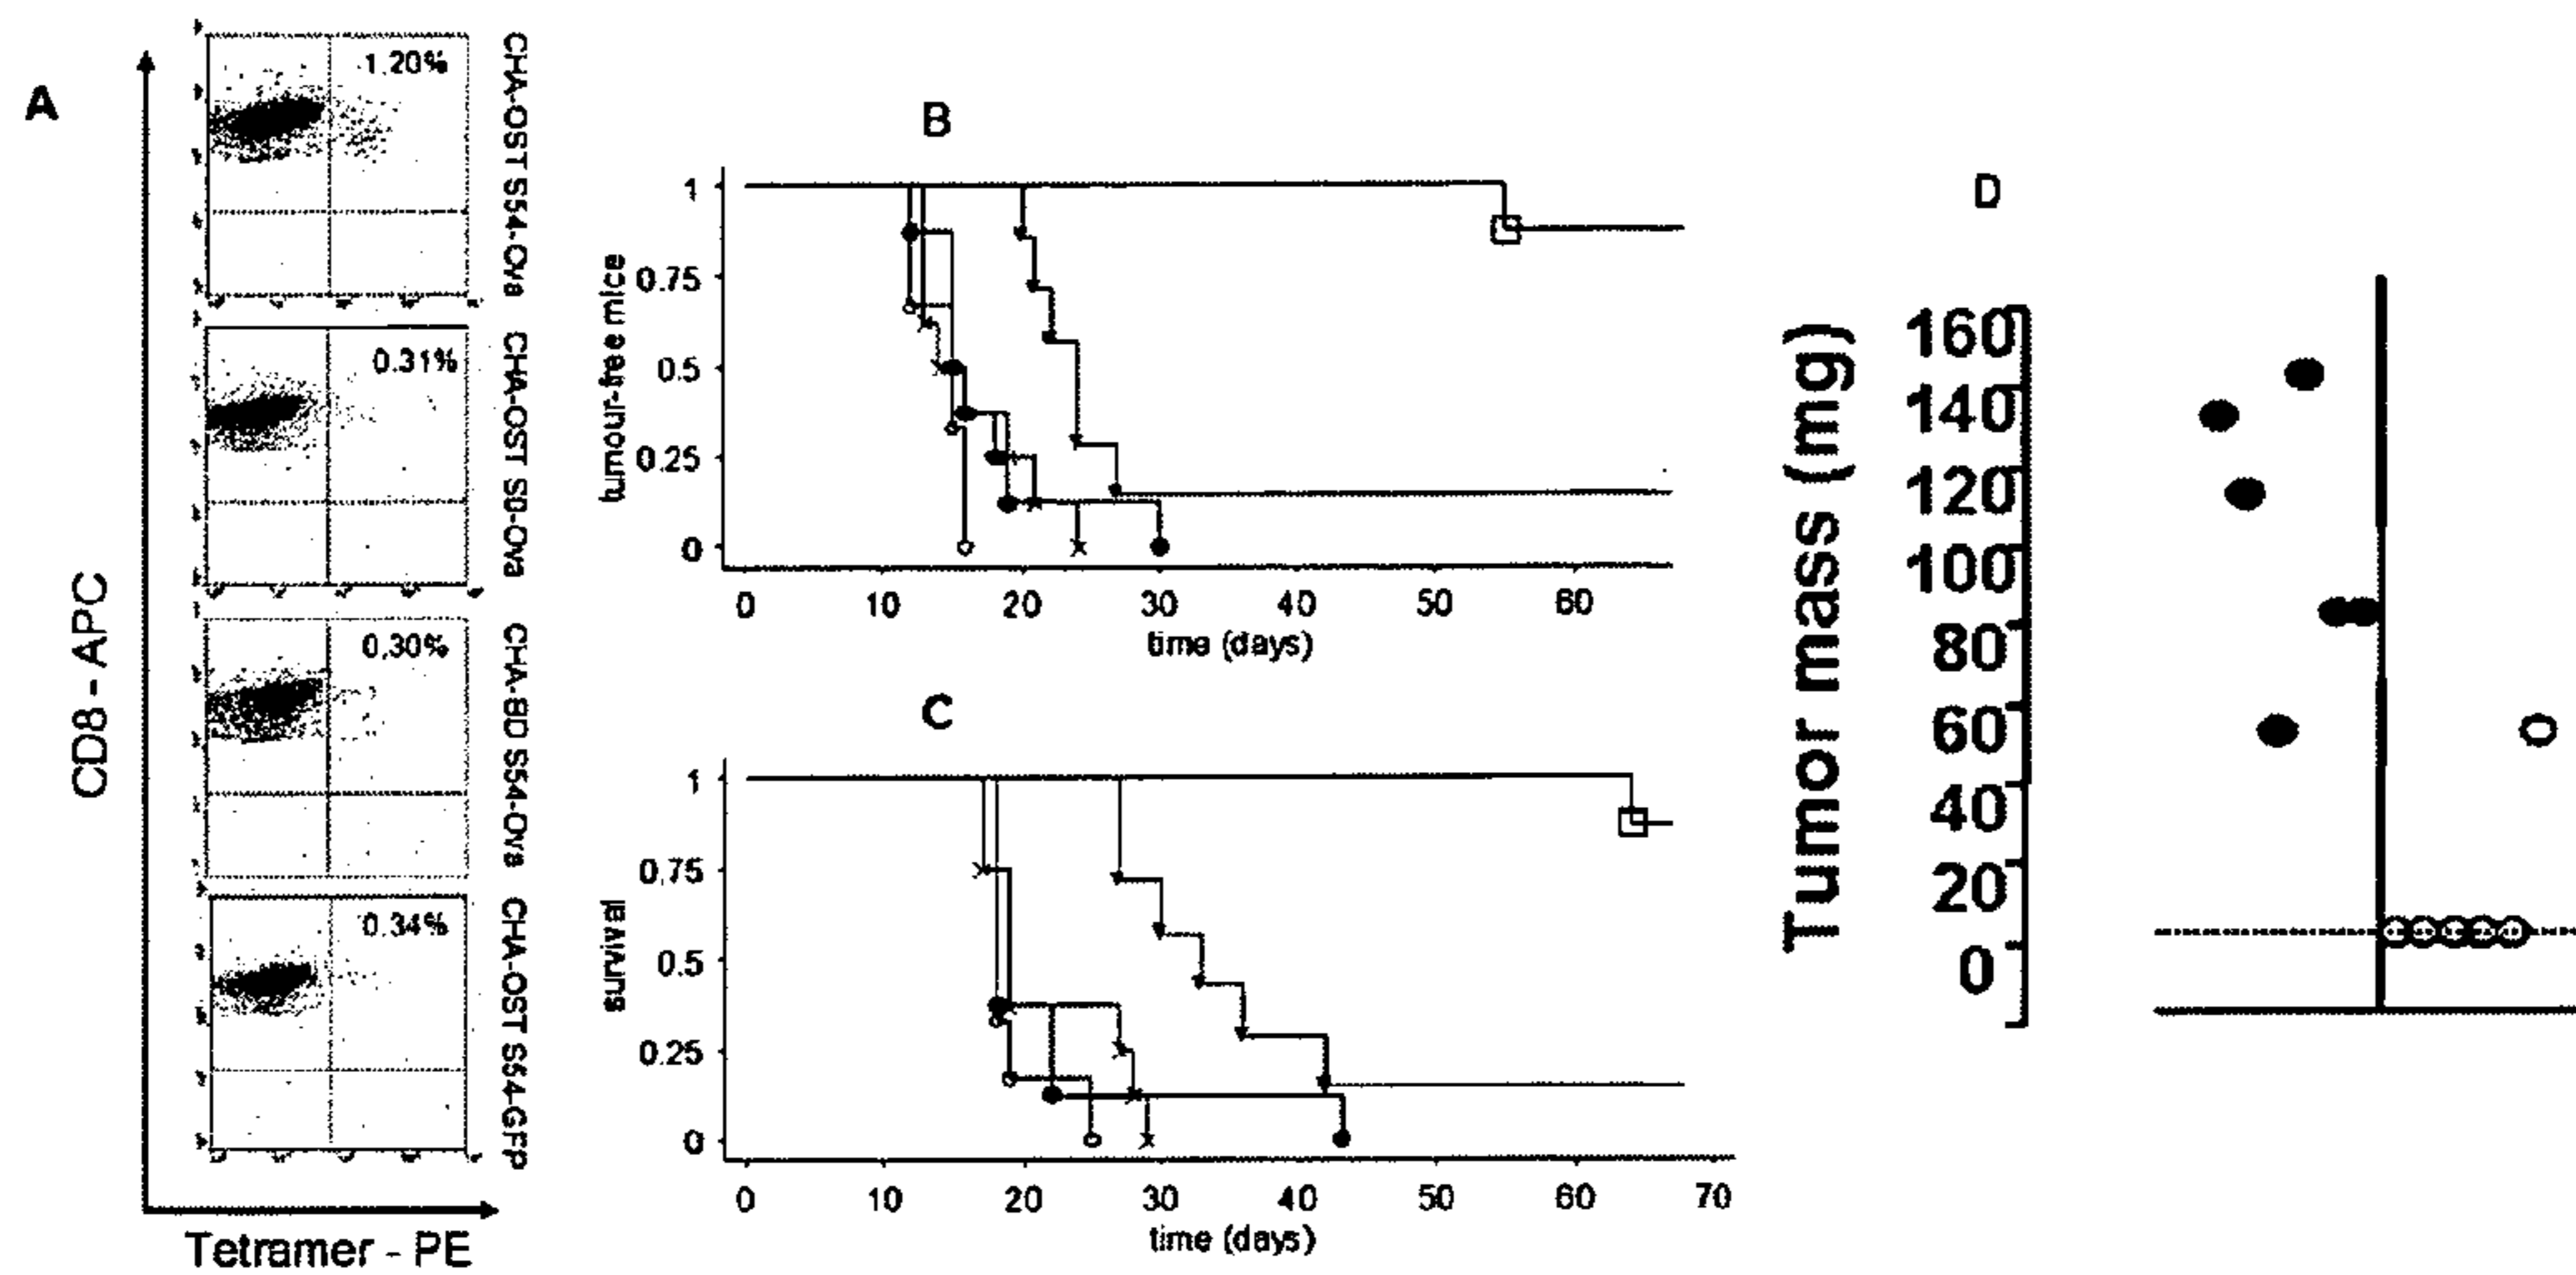 A
CD8 - APC
1.20%
CHA-OST S54-Ova
0.31%
CHA-OST S0-Ova
0.30%
CHA-BD S54-Ova
0.34%
CHA-OST S54-GFP
Tetramer - PE
B
tumour-free mice
1
0.75
0.5
0.25
0
0 10 20 30 40 50 60
time (days)
C
survival
1
0.75
0.5
0.25
0
0 10 20 30 40 50 60 70
time (days)
D
Tumor mass (mg)
160
140
120
100
80
60
40
20
0